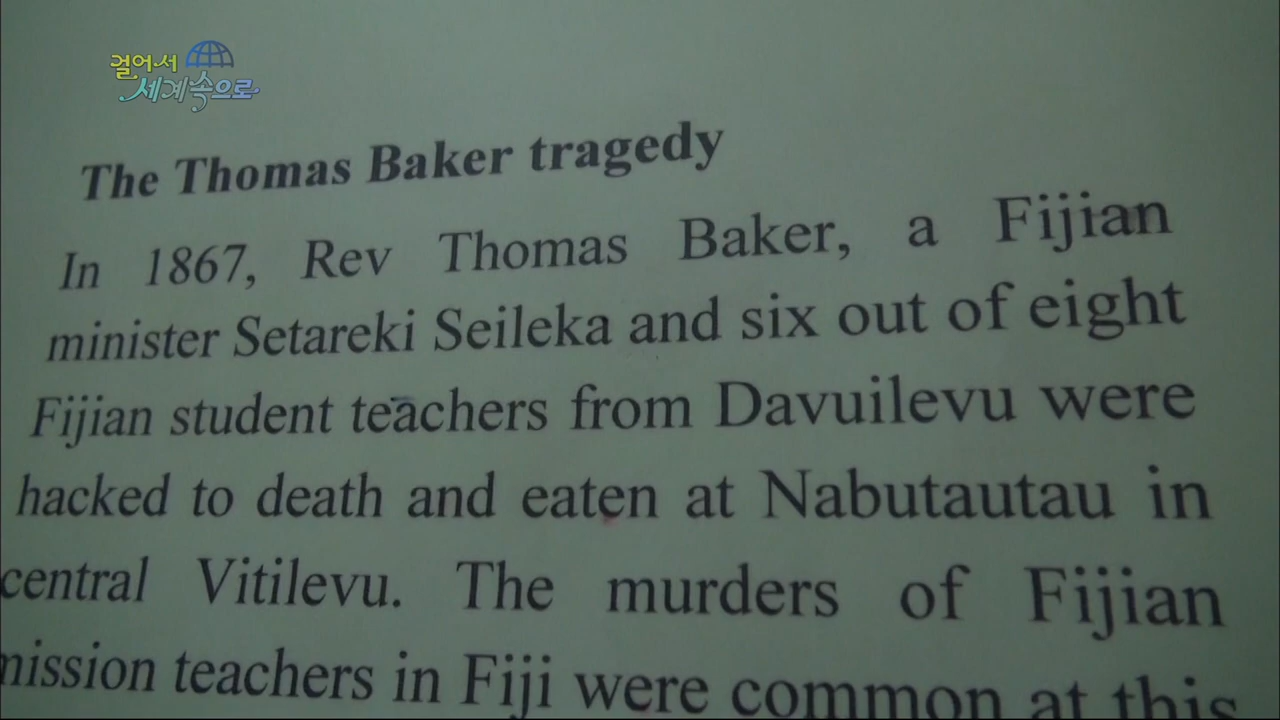 걸어서
세계속으로
The Thomas Baker tragedy
In 1867, Rev Thomas Baker, a Fijian
minister Setareki Seileka and six out of eight
Fijian student teachers from Davuilevu were
hacked to death and eaten at Nabutautau in
central Vitilevu. The murders of Fijian
mission teachers in Fiji were common at this